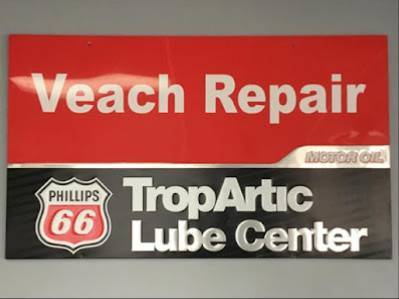 Veach Repair
MOTOR OIL
PHILLIPS
66
TropArtic
Lube Center